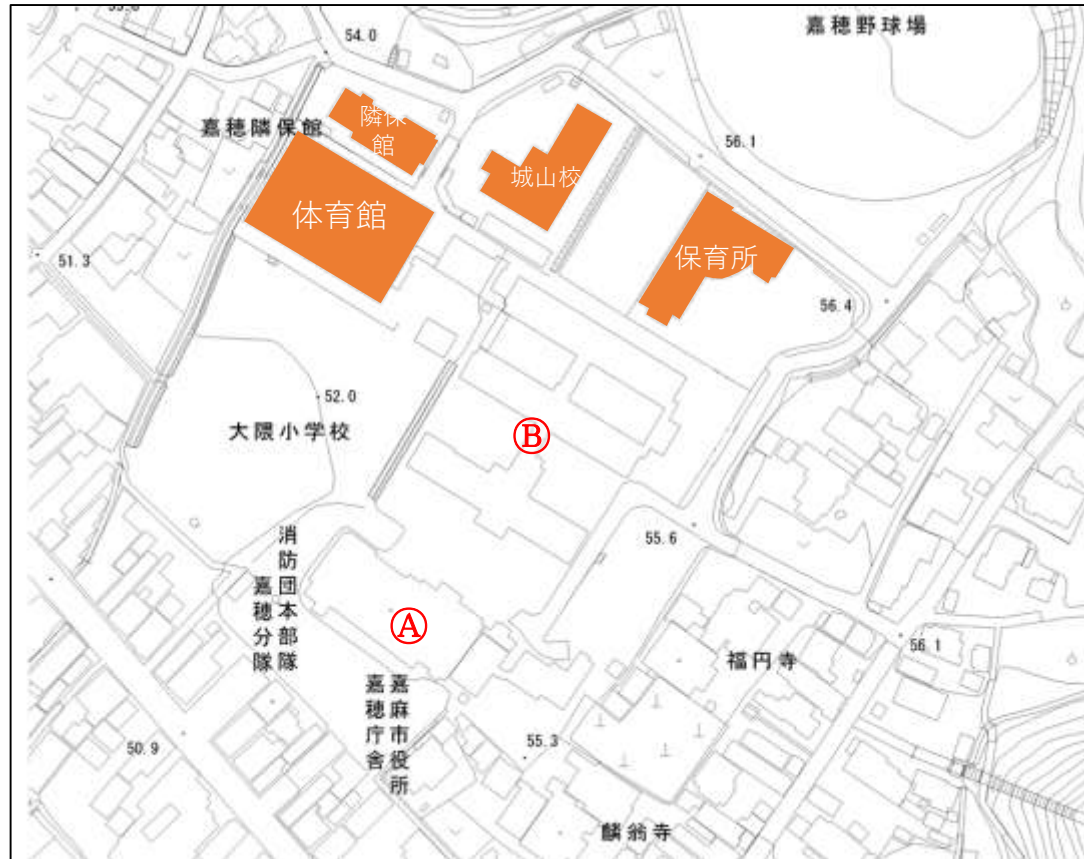 嘉穂野球場
54.0
隣保
館
嘉穂隣保館
56.1
城山校
体育館
保育所
51.3
56.4
52.0
大隈小学校
Ⓑ
消防団本部隊
嘉穂分隊
55.6
Ⓐ
56.1
福円寺
嘉麻市役所
嘉穂庁舎
50.9
55.3
麟翁寺